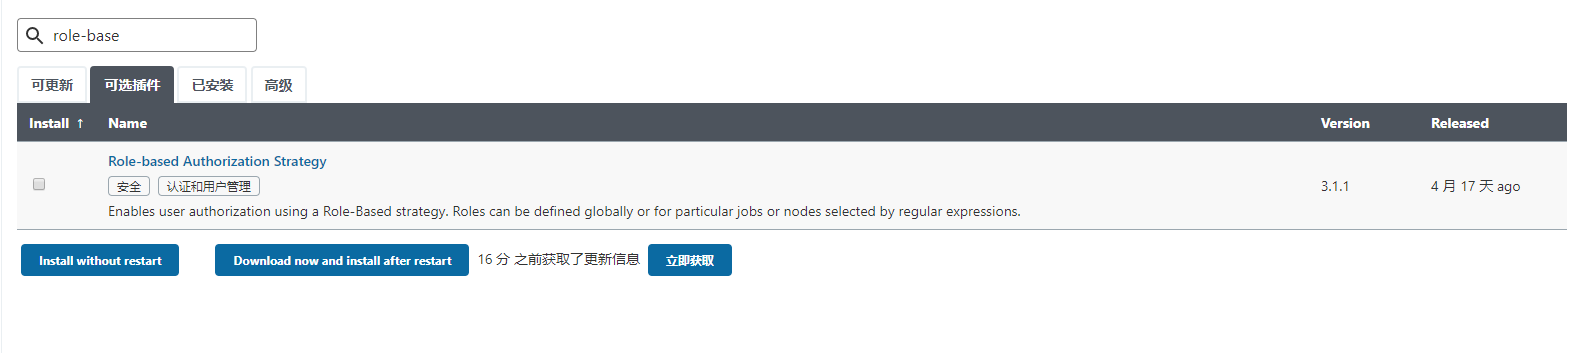 role-base
可更新 可选插件 已安装 高级
Install ↑ Name Version Released
Role-based Authorization Strategy
安全 认证和用户管理
3.1.1 4 月 17 天 ago
Enables user authorization using a Role-Based strategy. Roles can be defined globally or for particular jobs or nodes selected by regular expressions.
Install without restart Download now and install after restart 16 分 之前获取了更新信息 立即获取